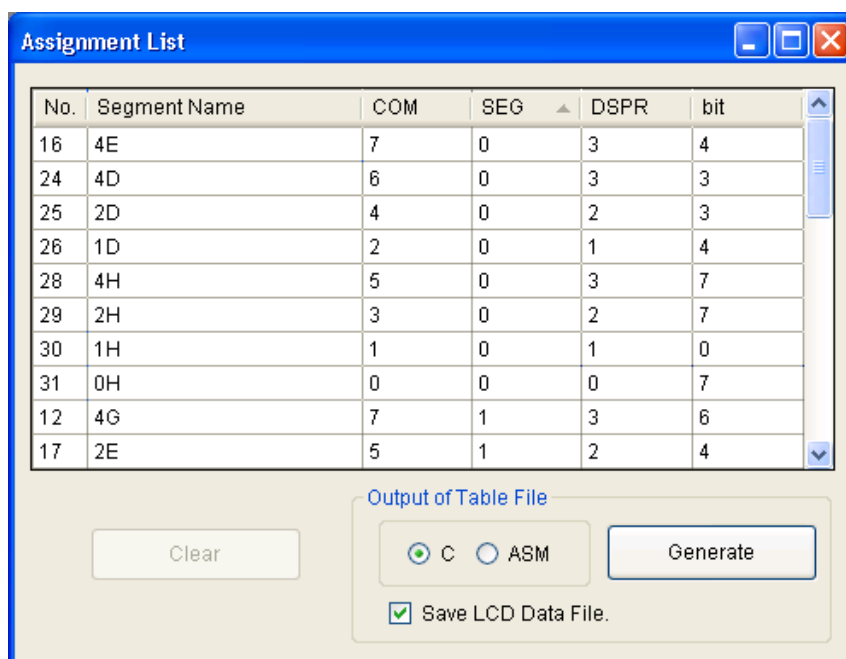 Assignment List
No. Segment Name COM SEG DSPR bit
16 4E 7 0 3 4
24 4D 6 0 3 3
25 2D 4 0 2 3
26 1D 2 0 1 4
28 4H 5 0 3 7
29 2H 3 0 2 7
30 1H 1 0 1 0
31 0H 0 0 0 7
12 4G 7 1 3 6
17 2E 5 1 2 4
Output of Table File
Clear C ASM Generate
Save LCD Data File.